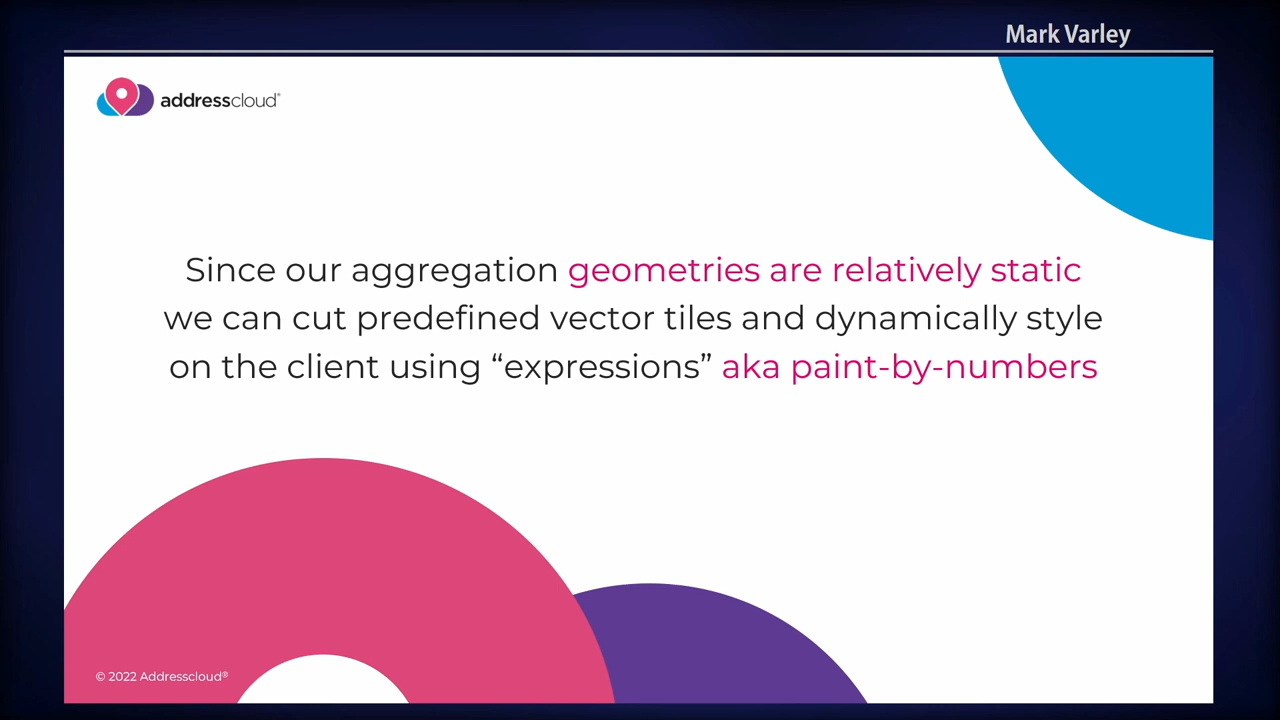 Mark Varley
addresscloud®
Since our aggregation geometries are relatively static
we can cut predefined vector tiles and dynamically style
on the client using “expressions” aka paint-by-numbers
© 2022 Addresscloud®